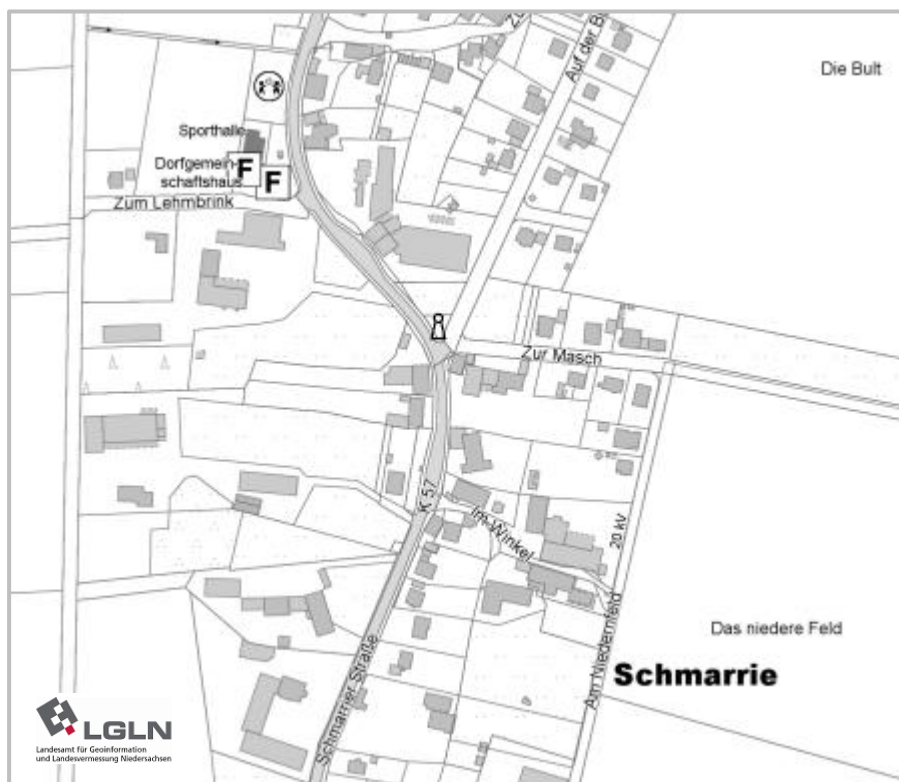 Auf der B
Die Bult
Sporthalle
Dorfgemein-
schaftshaus
F
F
Zum Lehmbrink
Zur Masch
K 57
Im Winkel
20 kV
Das niedere Feld
Am Niedernfeld
Schmarrie
Schmarrier Straße
LGLN
Landesamt für Geoinformation
und Landesvermessung Niedersachsen